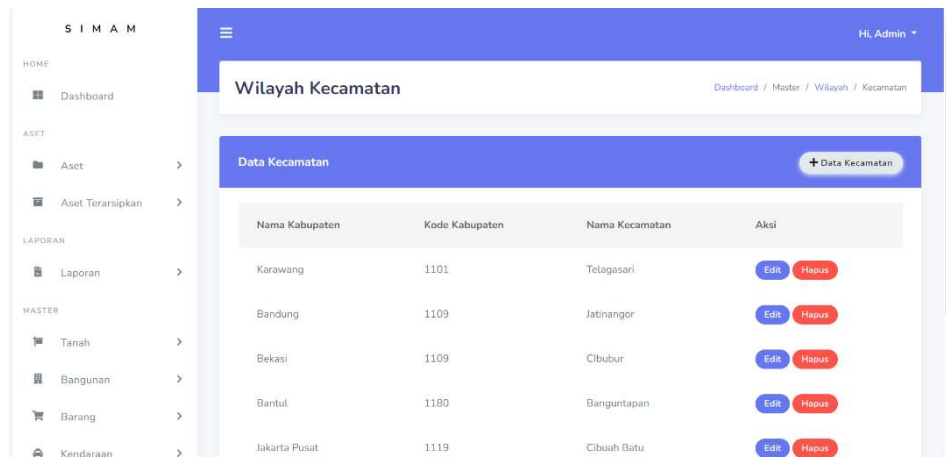 S I M A M
Hi, Admin
HOME
Dashboard
ASET
Aset
Aset Terarsipkan
LAPORAN
Laporan
MASTER
Tanah
Bangunan
Barang
Kendaraan
Wilayah Kecamatan
Dashboard / Master / Wilayah / Kecamatan
Data Kecamatan
+ Data Kecamatan
Nama Kabupaten Kode Kabupaten Nama Kecamatan Aksi
Karawang 1101 Telagasari Edit Hapus
Bandung 1109 Jatinangor Edit Hapus
Bekasi 1109 CIbubur Edit Hapus
Bantul 1180 Banguntapan Edit Hapus
Jakarta Pusat 1119 Cibuah Batu Edit Hapus